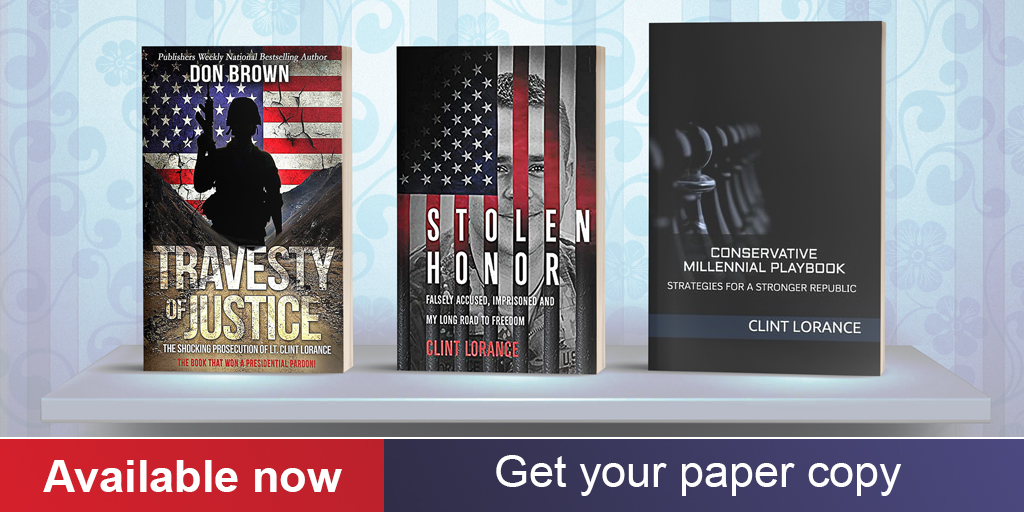 Publishers Weekly National Bestselling Author
DON BROWN
TRAVESTY
OF JUSTICE
THE SHOCKING PROSECUTION OF LT. CLINT LORANCE
THE BOOK THAT WON A PRESIDENTIAL PARDON!
STOLEN
HONOR
FALSELY ACCUSED, IMPRISONED AND
MY LONG ROAD TO FREEDOM
CLINT LORANCE
CONSERVATIVE
MILLENNIAL PLAYBOOK
STRATEGIES FOR A STRONGER REPUBLIC
CLINT LORANCE
Available now
Get your paper copy